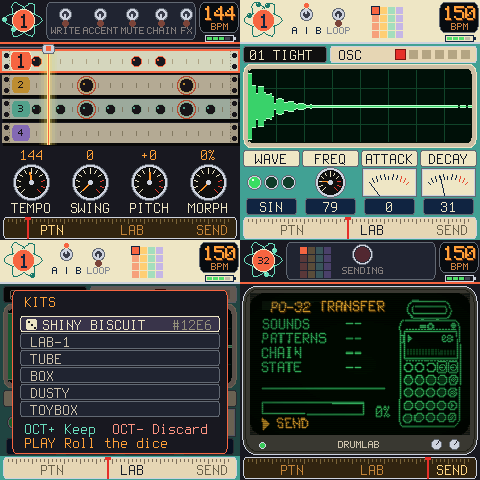 1
WRITE ACCENT MUTE CHAIN FX
144
BPM
1
2
3
4
144 0 +0 0%
TEMPO SWING PITCH MORPH
PTN LAB SEND
1
A I B LOOP
150
BPM
01 TIGHT OSC
WAVE FREQ ATTACK DECAY
SIN 79 0 31
PTN LAB SEND
1
A I B LOOP
150
BPM
KITS
SHINY BISCUIT #12E6
LAB-1
TUBE
BOX
DUSTY
TOYBOX
OCT+ Keep OCT- Discard
PLAY Roll the dice
PTN LAB SEND
32
SENDING
150
BPM
PO-32 TRANSFER
SOUNDS --
PATTERNS --
CHAIN --
STATE --
0%
SEND
DRUMLAB
PTN LAB SEND